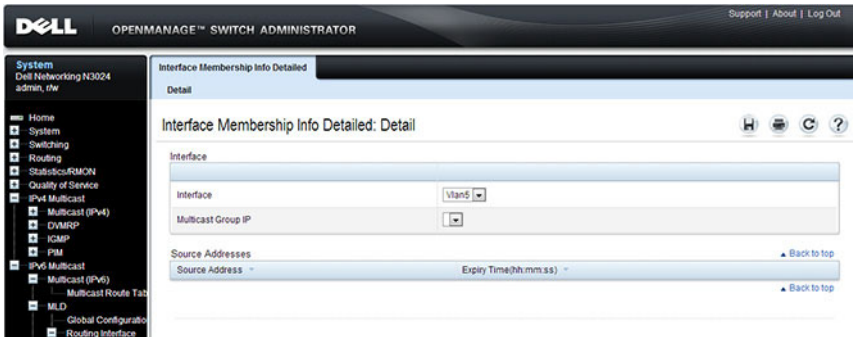 Support | About | Log Out
DELL
OPENMANAGE™ SWITCH ADMINISTRATOR
System
Dell Networking N3024
admin, r/w
Home
System
Switching
Routing
Statistics/RMON
Quality of Service
IPv4 Multicast
Multicast (IPv4)
DVMRP
IGMP
PIM
IPv6 Multicast
Multicast (IPv6)
Multicast Route Tab
MLD
Global Configuratio
Routing Interface
Interface Membership Info Detailed
Detail
Interface Membership Info Detailed: Detail
Interface
Interface
Vlan5
Multicast Group IP
Source Addresses
Back to top
Source Address
Expiry Time(hh:mm:ss)
Back to top